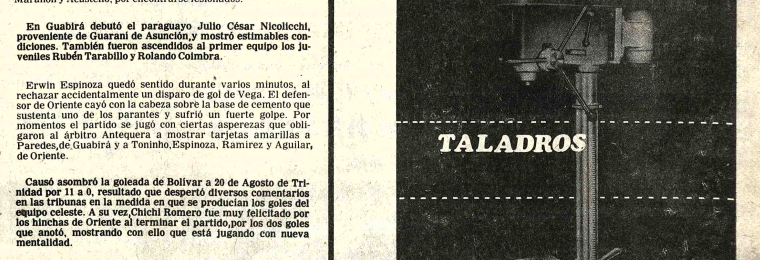 Marañón y Acasteño, por encontrarse lesionados.
En Guabirá debutó el paraguayo Julio César Nicolicchi,
proveniente de Guaraní de Asunción,y mostró estimables con-
diciones. También fueron ascendidos al primer equipo los ju-
veniles Rubén Tarabillo y Rolando Coimbra.
Erwin Espinoza quedó sentido durante varios minutos, al
rechazar accidentalmente un disparo de gol de Vega. El defen-
sor de Oriente cayó con la cabeza sobre la base de cemento que
sustenta uno de los parantes y sufrió un fuerte golpe. Por
momentos el partido se jugó con ciertas asperezas que obli-
garon al árbitro Antequera a mostrar tarjetas amarillas a
Paredes,de Guabirá y a Toninho,Espinoza, Ramírez y Aguilar,
de Oriente.
Causó asombró la goleada de Bolívar a 20 de Agosto de Tri-
nidad por 11 a 0, resultado que despertó diversos comentarios
en las tribunas en la medida en que se producían los goles del
equipo celeste. A su vez,Chichi Romero fue muy felicitado por
los hinchas de Oriente al terminar el partido,por los dos goles
que anotó, mostrando con ello que está jugando con nueva
mentalidad.
TALADROS